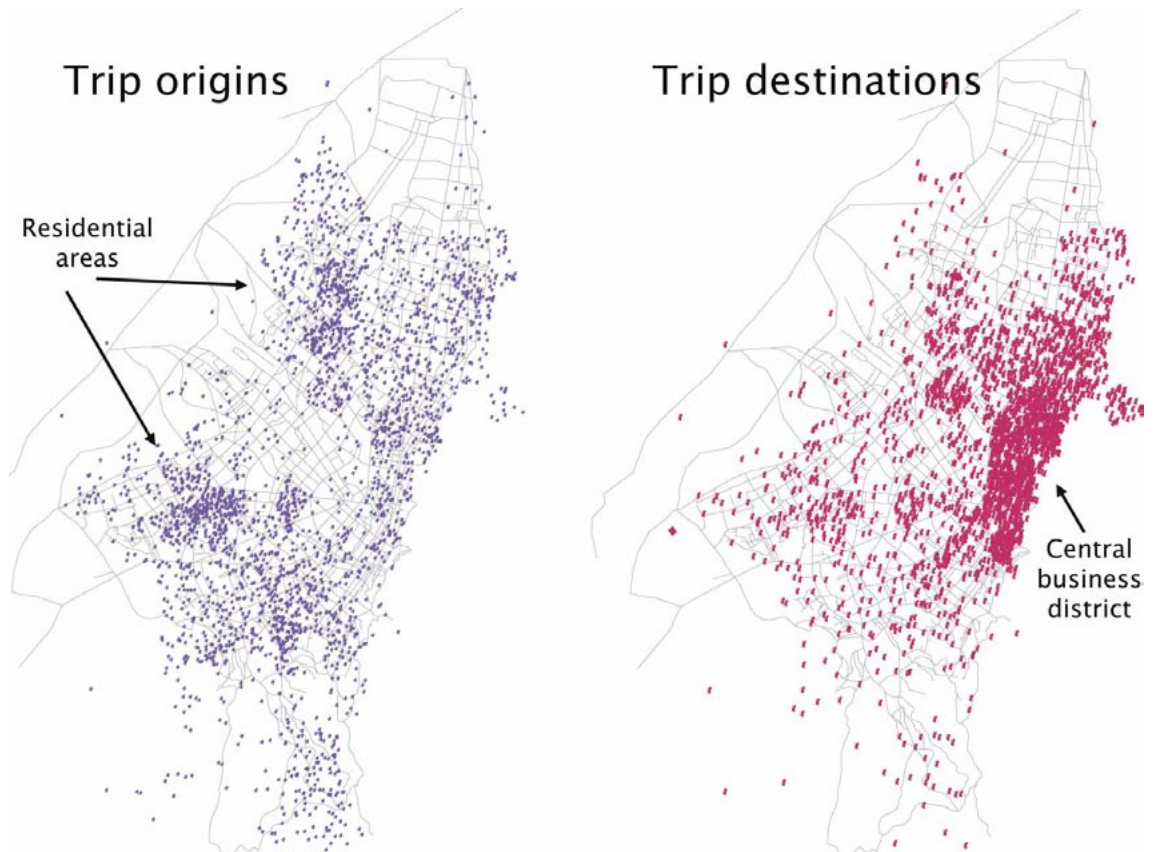 Trip origins
Trip destinations
Residential
areas
Central
business
district